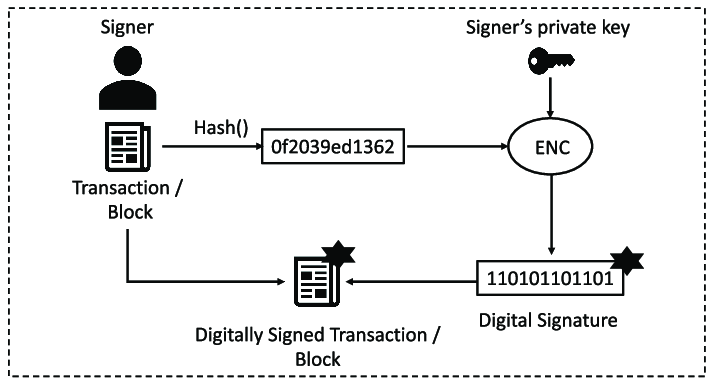 Signer
Signer's private key
Hash()
0f2039ed1362
ENC
Transaction /
Block
110101101101
Digital Signature
Digitally Signed Transaction /
Block